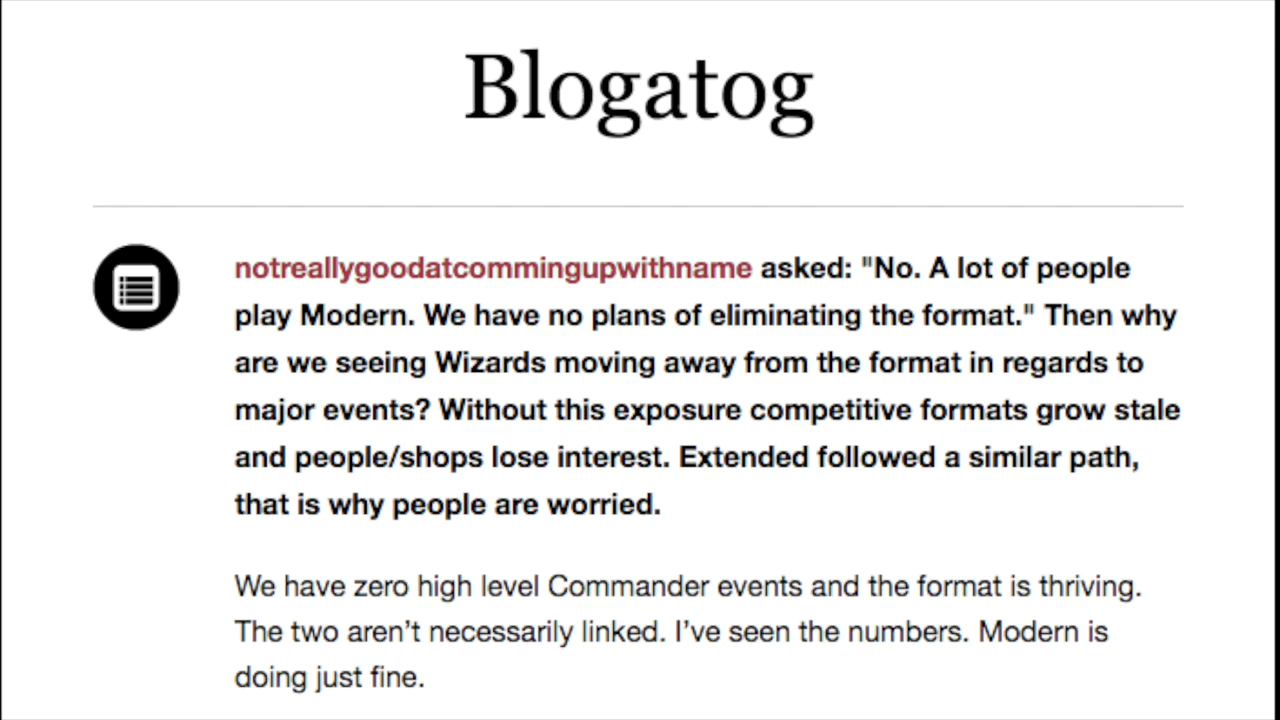 Blogatog
notreallygoodatcommingupwithname asked: "No. A lot of people
play Modern. We have no plans of eliminating the format." Then why
are we seeing Wizards moving away from the format in regards to
major events? Without this exposure competitive formats grow stale
and people/shops lose interest. Extended followed a similar path,
that is why people are worried.
We have zero high level Commander events and the format is thriving.
The two aren’t necessarily linked. I’ve seen the numbers. Modern is
doing just fine.